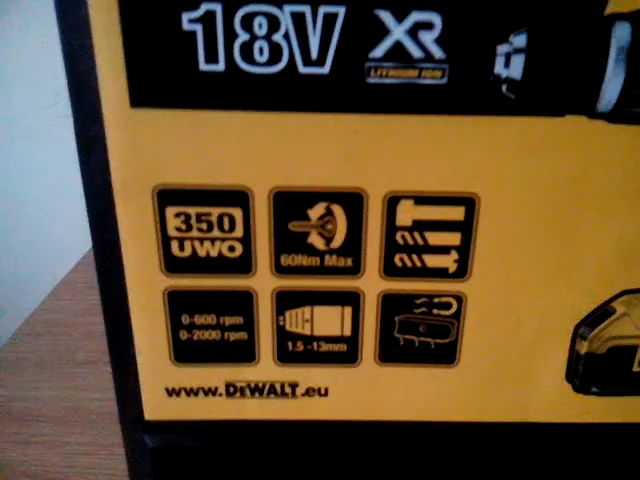 18V XR
LITHIUM ION
350
UWO
60Nm Max
0-600 rpm
0-2000 rpm
1.5 -13mm
www.DEWALT.eu